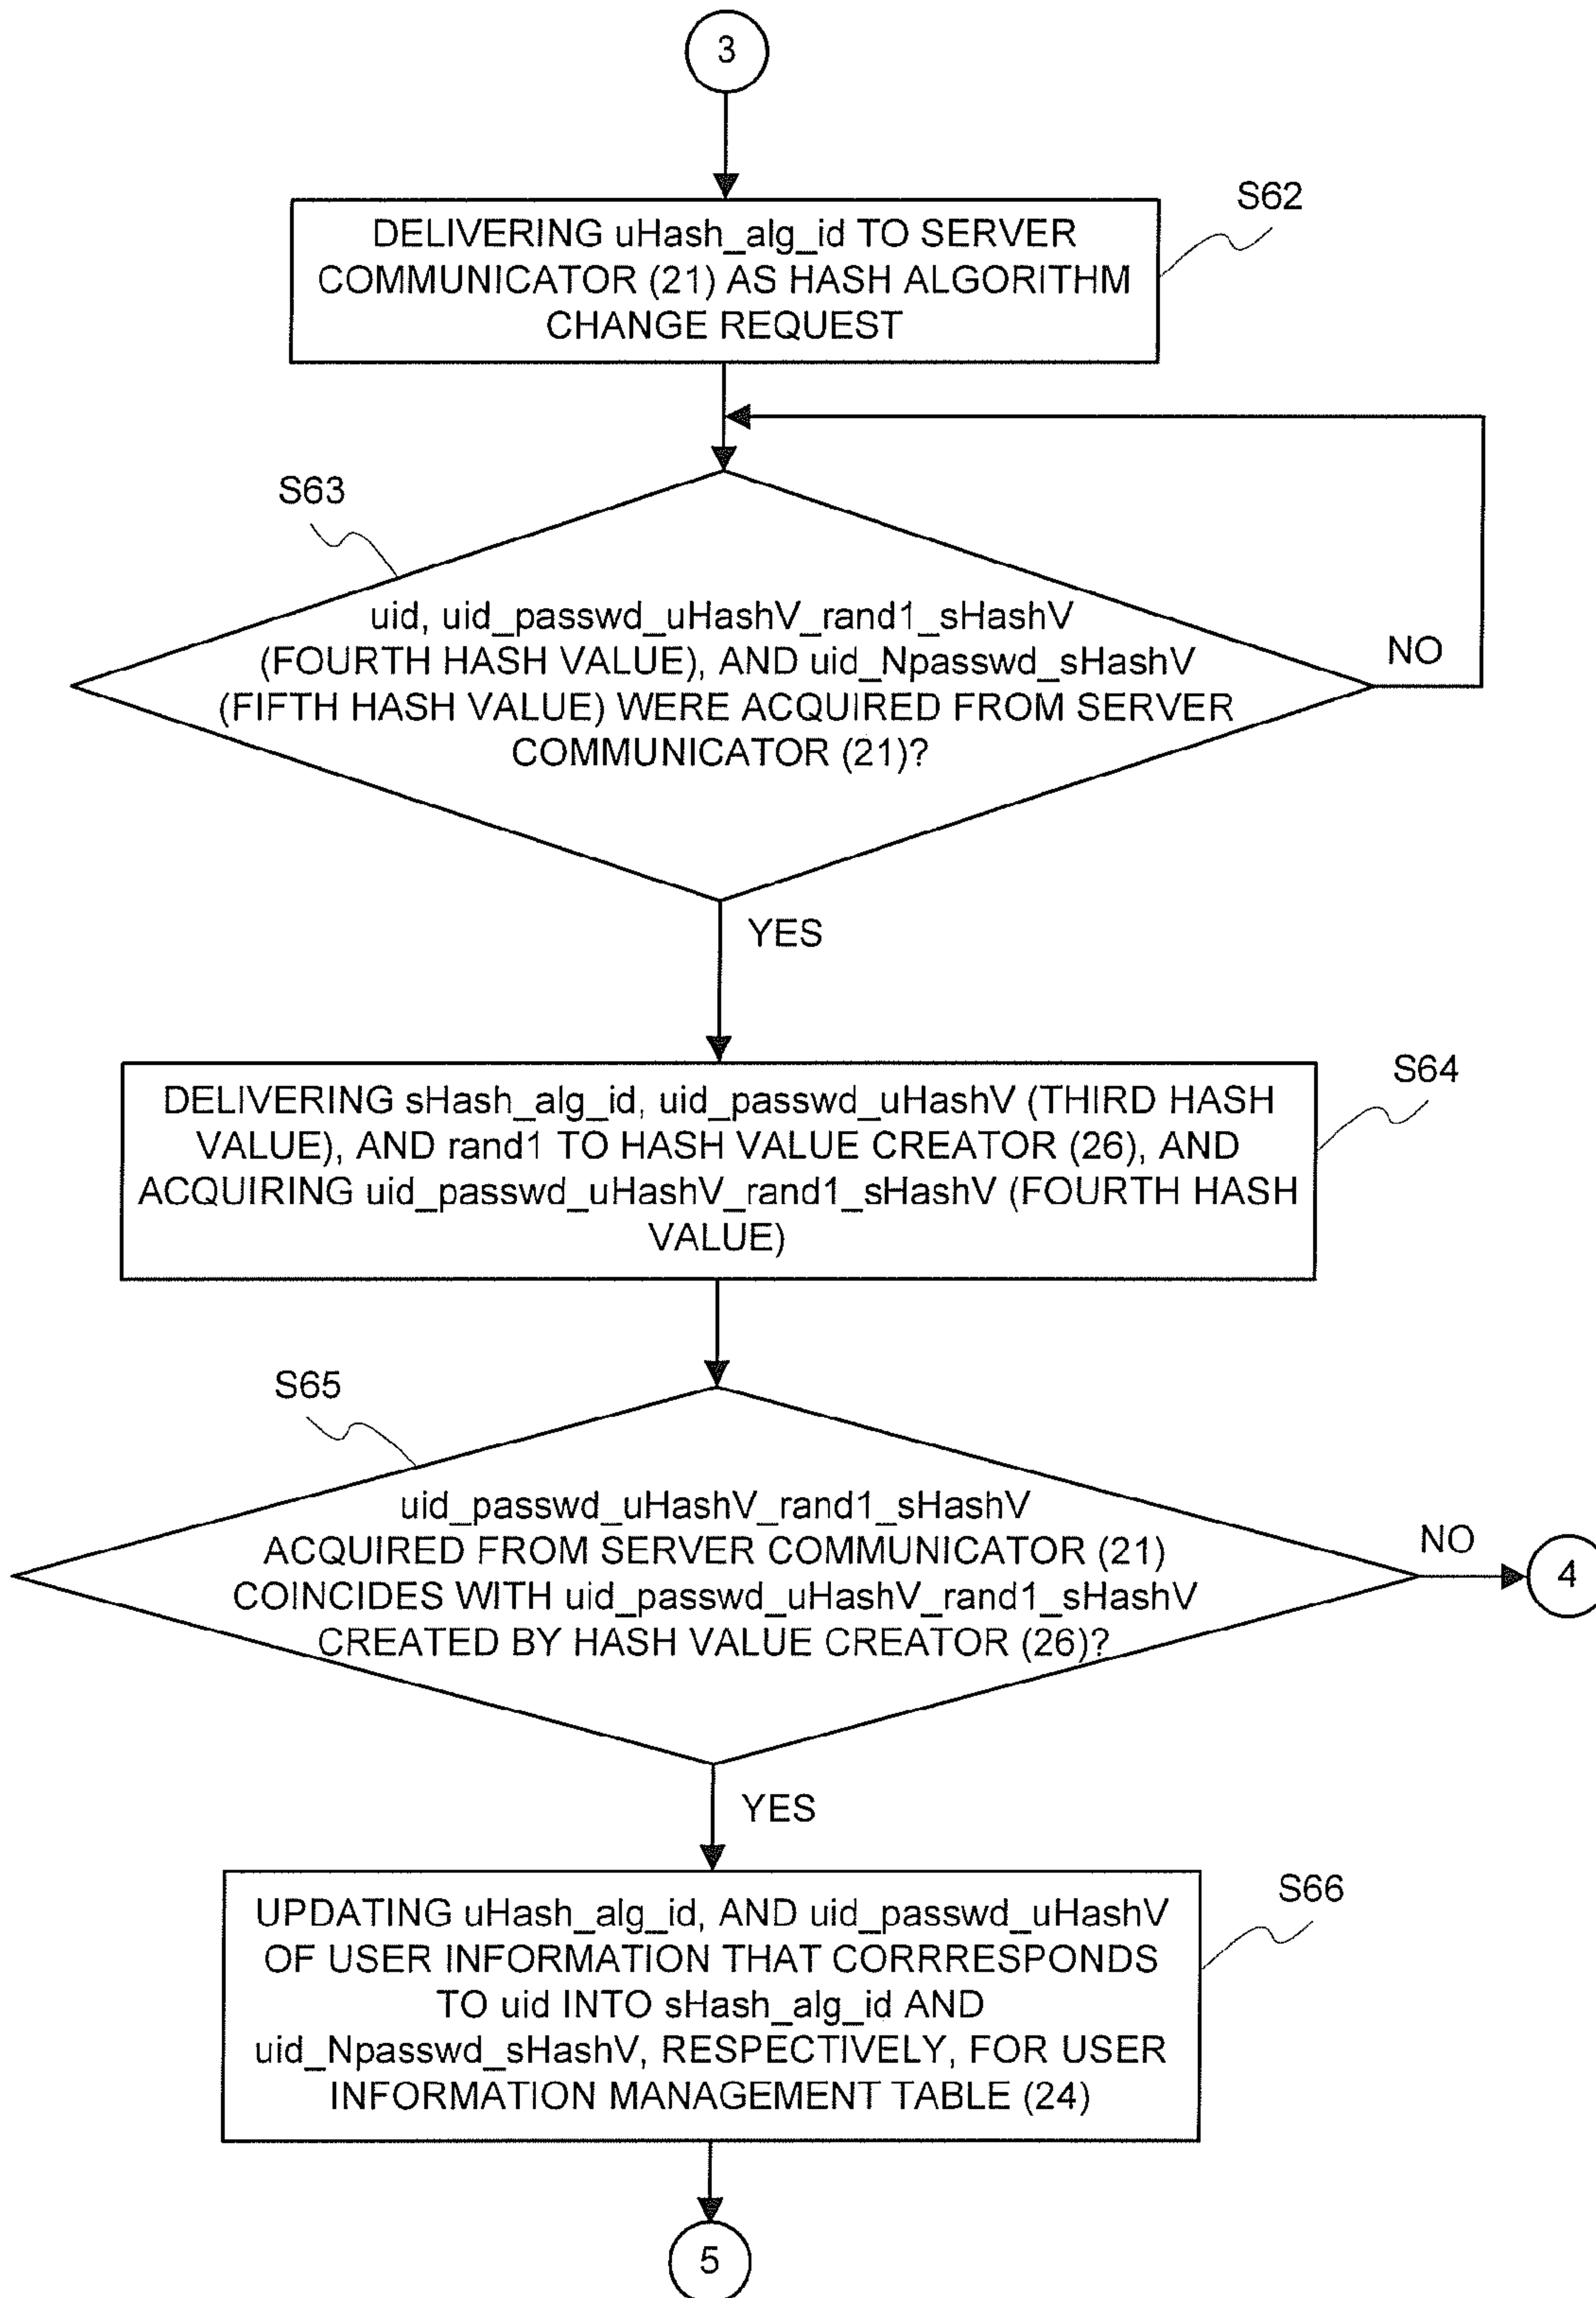 3
S62
DELIVERING uHash_alg_id TO SERVER
COMMUNICATOR (21) AS HASH ALGORITHM
CHANGE REQUEST
S63
uid, uid_passwd_uHashV_rand1_sHashV
(FOURTH HASH VALUE), AND uid_Npasswd_sHashV
(FIFTH HASH VALUE) WERE ACQUIRED FROM SERVER
COMMUNICATOR (21)?
NO
YES
S64
DELIVERING sHash_alg_id, uid_passwd_uHashV (THIRD HASH
VALUE), AND rand1 TO HASH VALUE CREATOR (26), AND
ACQUIRING uid_passwd_uHashV_rand1_sHashV (FOURTH HASH
VALUE)
S65
uid_passwd_uHashV_rand1_sHashV
ACQUIRED FROM SERVER COMMUNICATOR (21)
COINCIDES WITH uid_passwd_uHashV_rand1_sHashV
CREATED BY HASH VALUE CREATOR (26)?
NO
4
YES
S66
UPDATING uHash_alg_id, AND uid_passwd_uHashV
OF USER INFORMATION THAT CORRRESPONDS
TO uid INTO sHash_alg_id AND
uid_Npasswd_sHashV, RESPECTIVELY, FOR USER
INFORMATION MANAGEMENT TABLE (24)
5